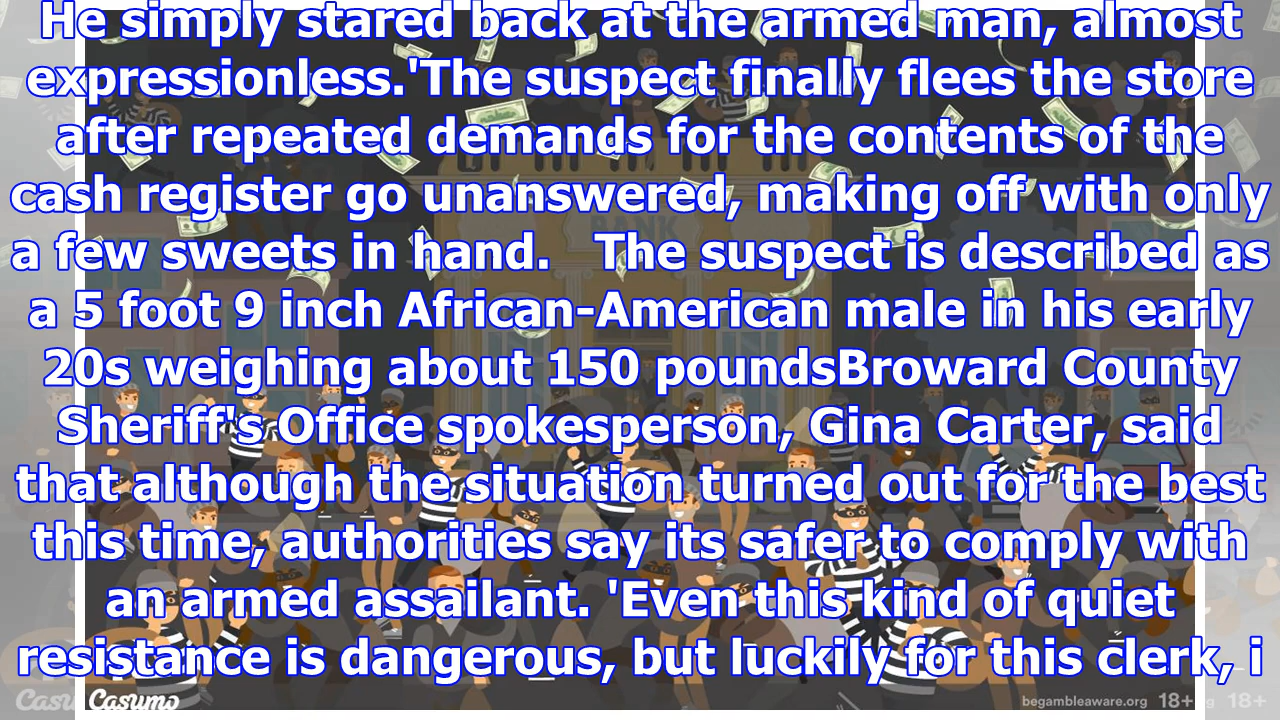 He simply stared back at the armed man, almost
expressionless.'The suspect finally flees the store
after repeated demands for the contents of the
cash register go unanswered, making off with only
a few sweets in hand.   The suspect is described as
a 5 foot 9 inch African-American male in his early
20s weighing about 150 poundsBroward County
Sheriff's Office spokesperson, Gina Carter, said
that although the situation turned out for the best
this time, authorities say its safer to comply with
an armed assailant. 'Even this kind of quiet
resistance is dangerous, but luckily for this clerk, i
BANK
Casu Casumo
begambleaware.org 18+ g 18+